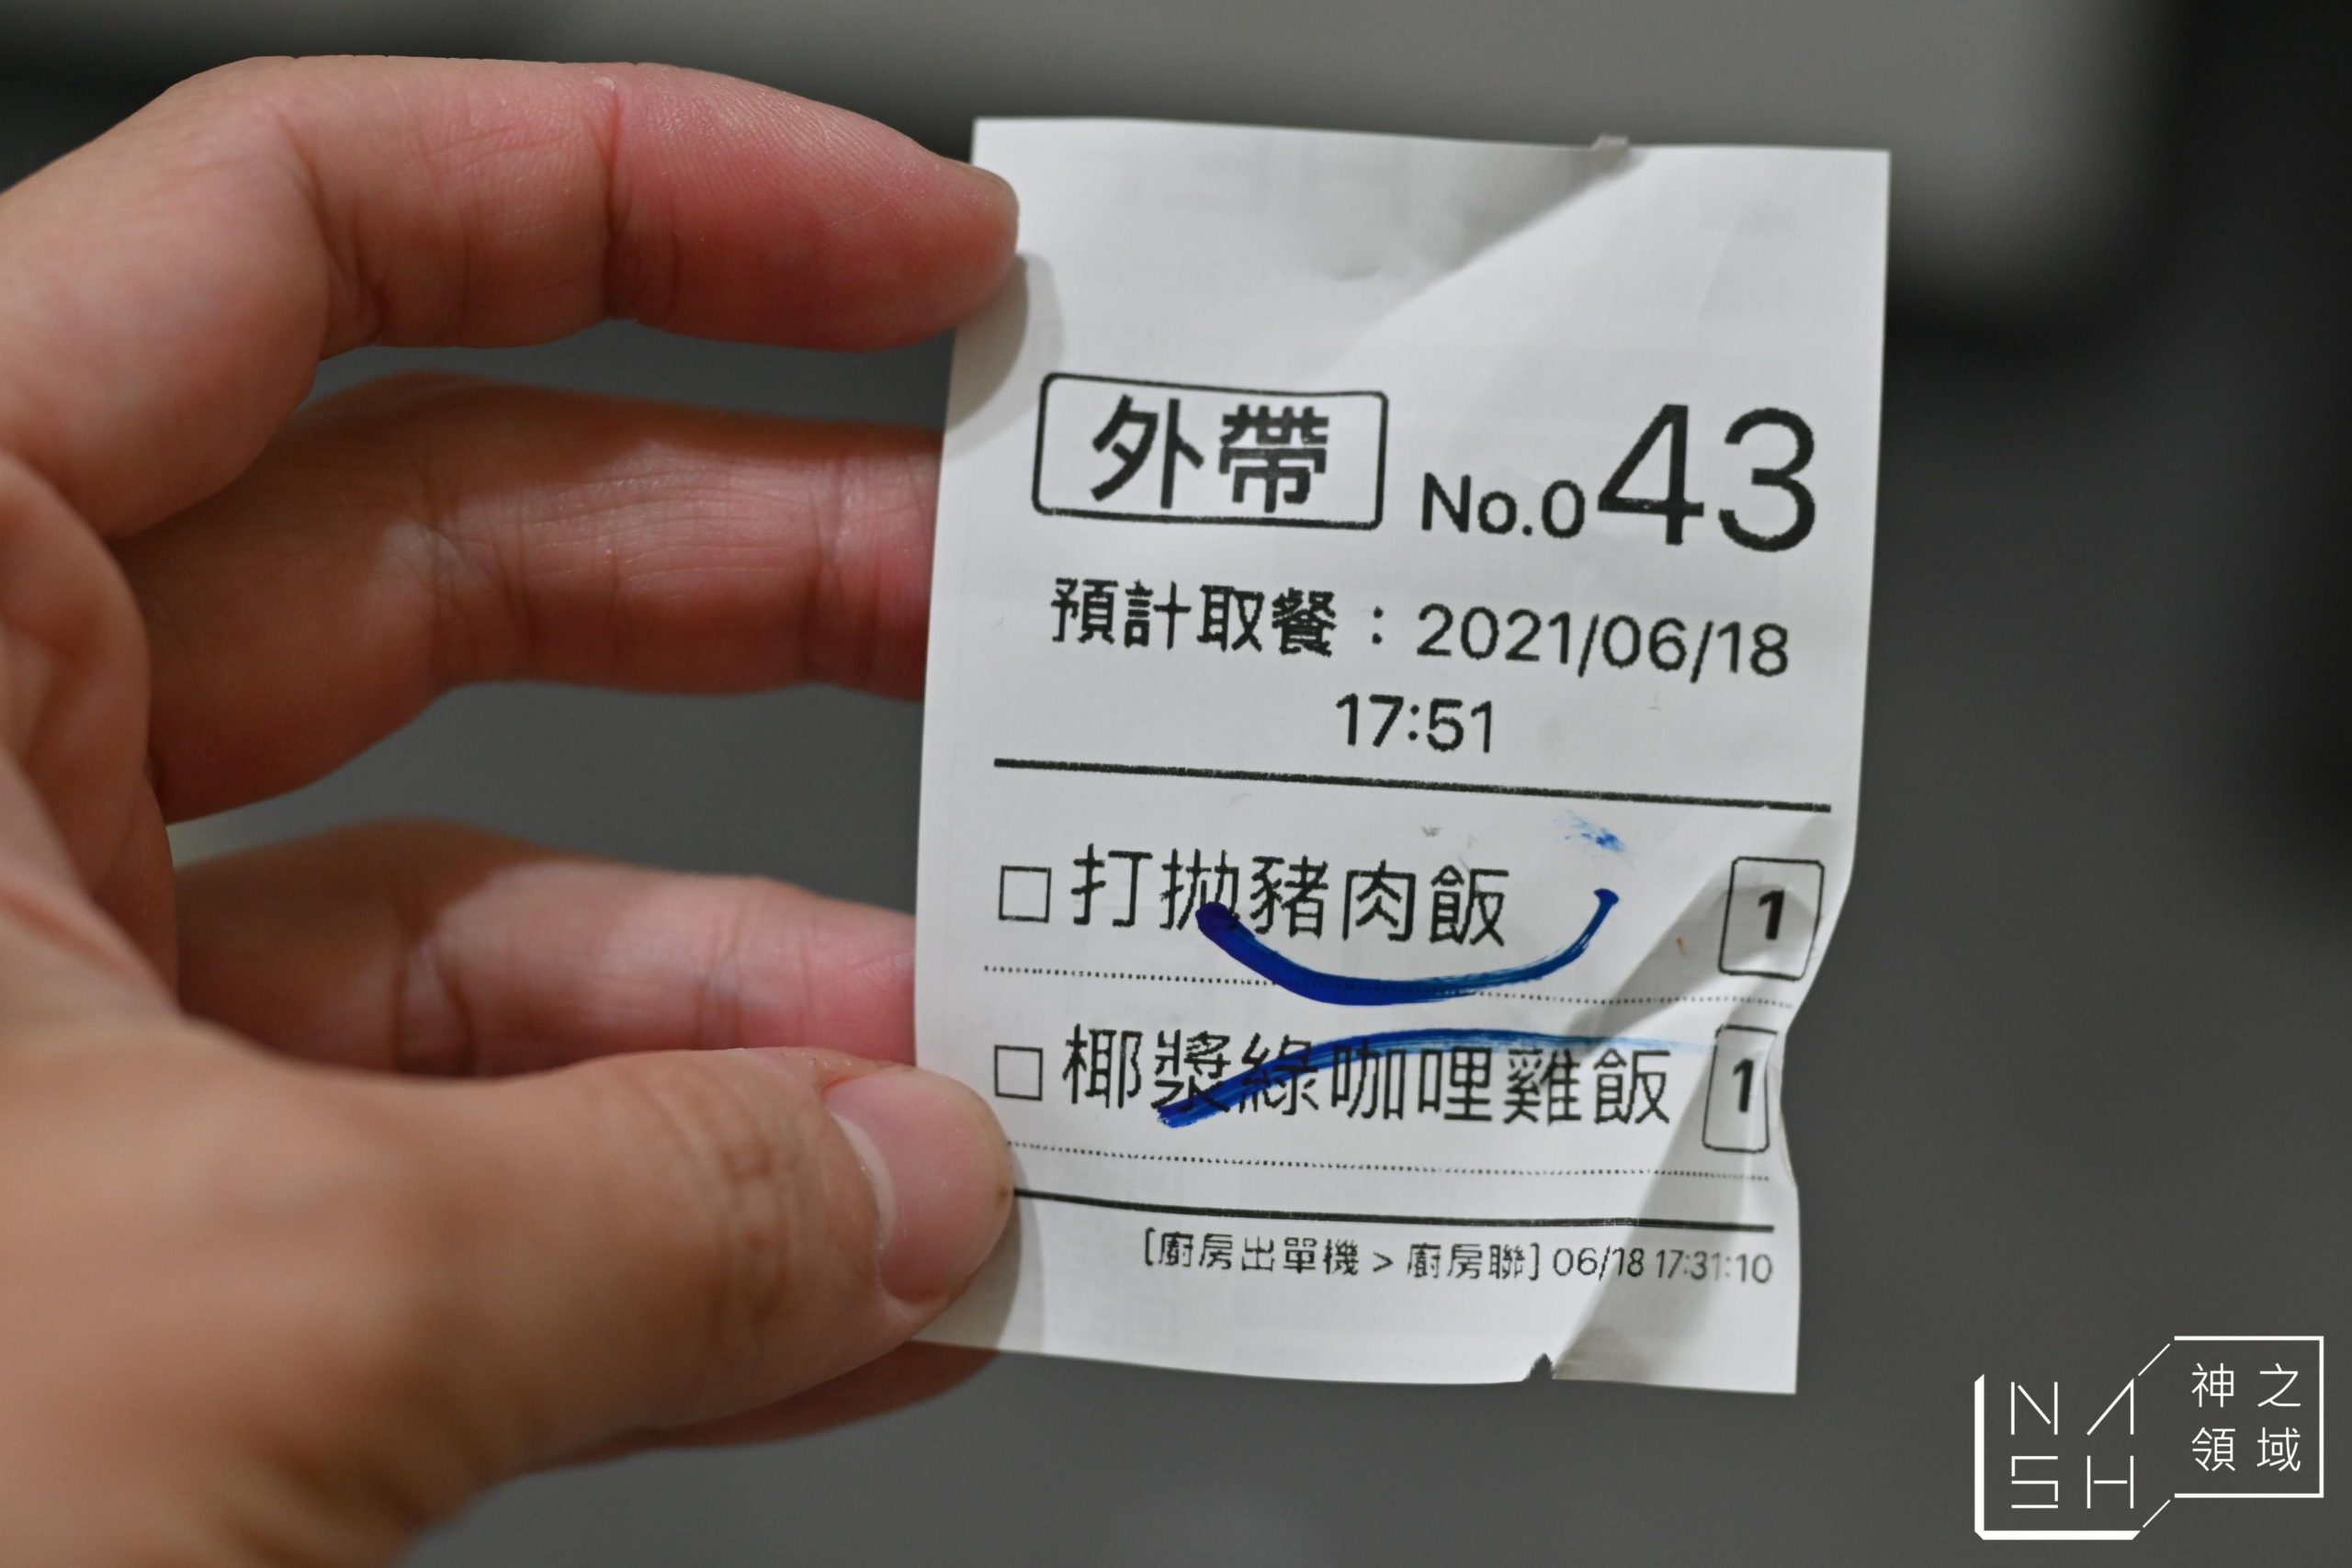 外帶 No.043
預計取餐：2021/06/18
17:51
□打拋豬肉飯 1
□椰漿綠咖哩雞飯 1
[廚房出單機 > 廚房聯] 06/18 17:31:10
NA
SH
神之
領域